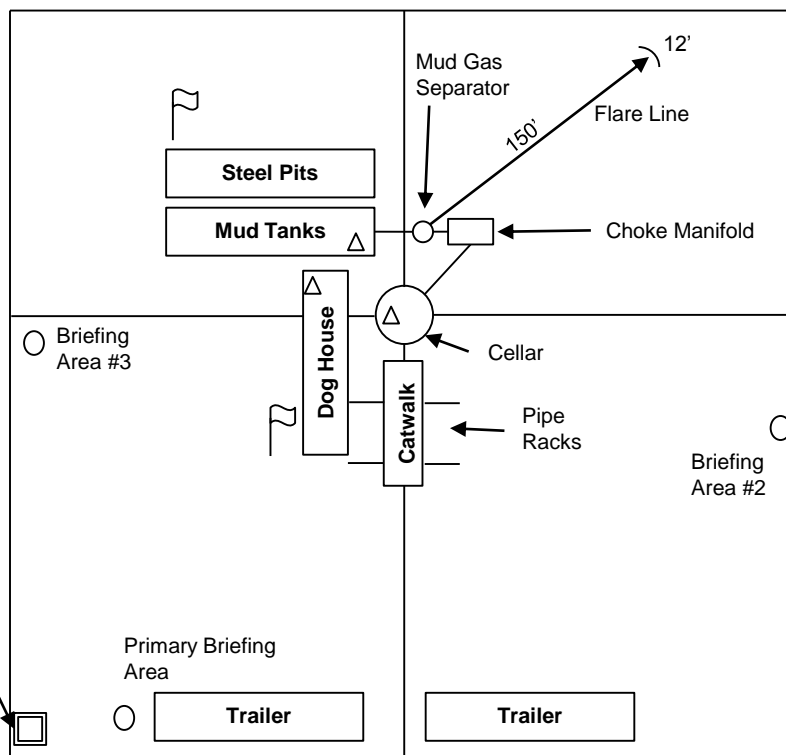 12’
Mud Gas
Separator
Flare Line
150’
Steel Pits
Mud Tanks
Choke Manifold
Dog House
Briefing
Area #3
Cellar
Catwalk
Pipe
Racks
Briefing
Area #2
Primary Briefing
Area
Trailer
Trailer